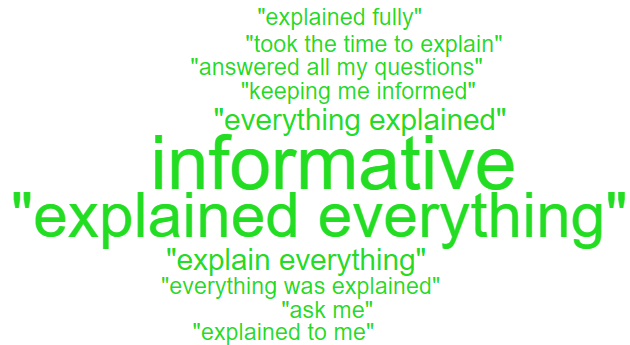 "explained fully"
"took the time to explain"
"answered all my questions"
"keeping me informed"
"everything explained"
informative
"explained everything"
"explain everything"
"everything was explained"
"ask me"
"explained to me"